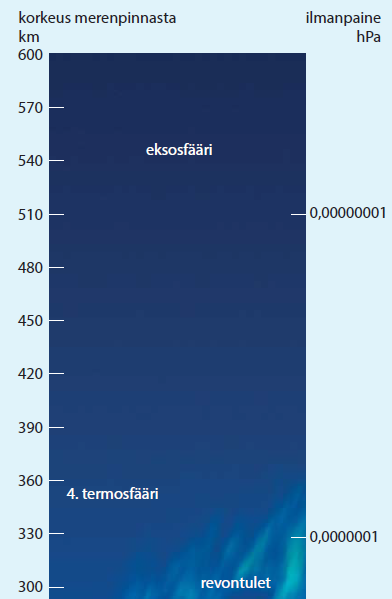 korkeus merenpinnasta
km
ilmanpaine
hPa
600
570
eksosfääri
540
510
0,00000001
480
450
420
390
360
4. termosfääri
330
0,0000001
revontulet
300